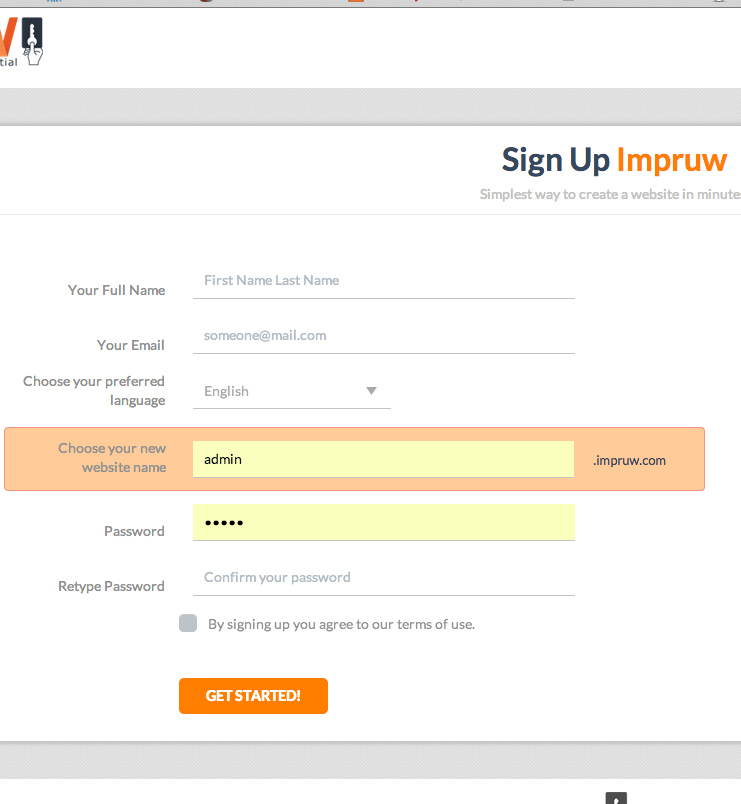 tial
Sign Up Impruw
Simplest way to create a website in minute
Your Full Name
First Name Last Name
Your Email
someone@mail.com
Choose your preferred
language
English
Choose your new
website name
admin
.impruw.com
Password
•••••
Retype Password
Confirm your password
By signing up you agree to our terms of use.
GET STARTED!